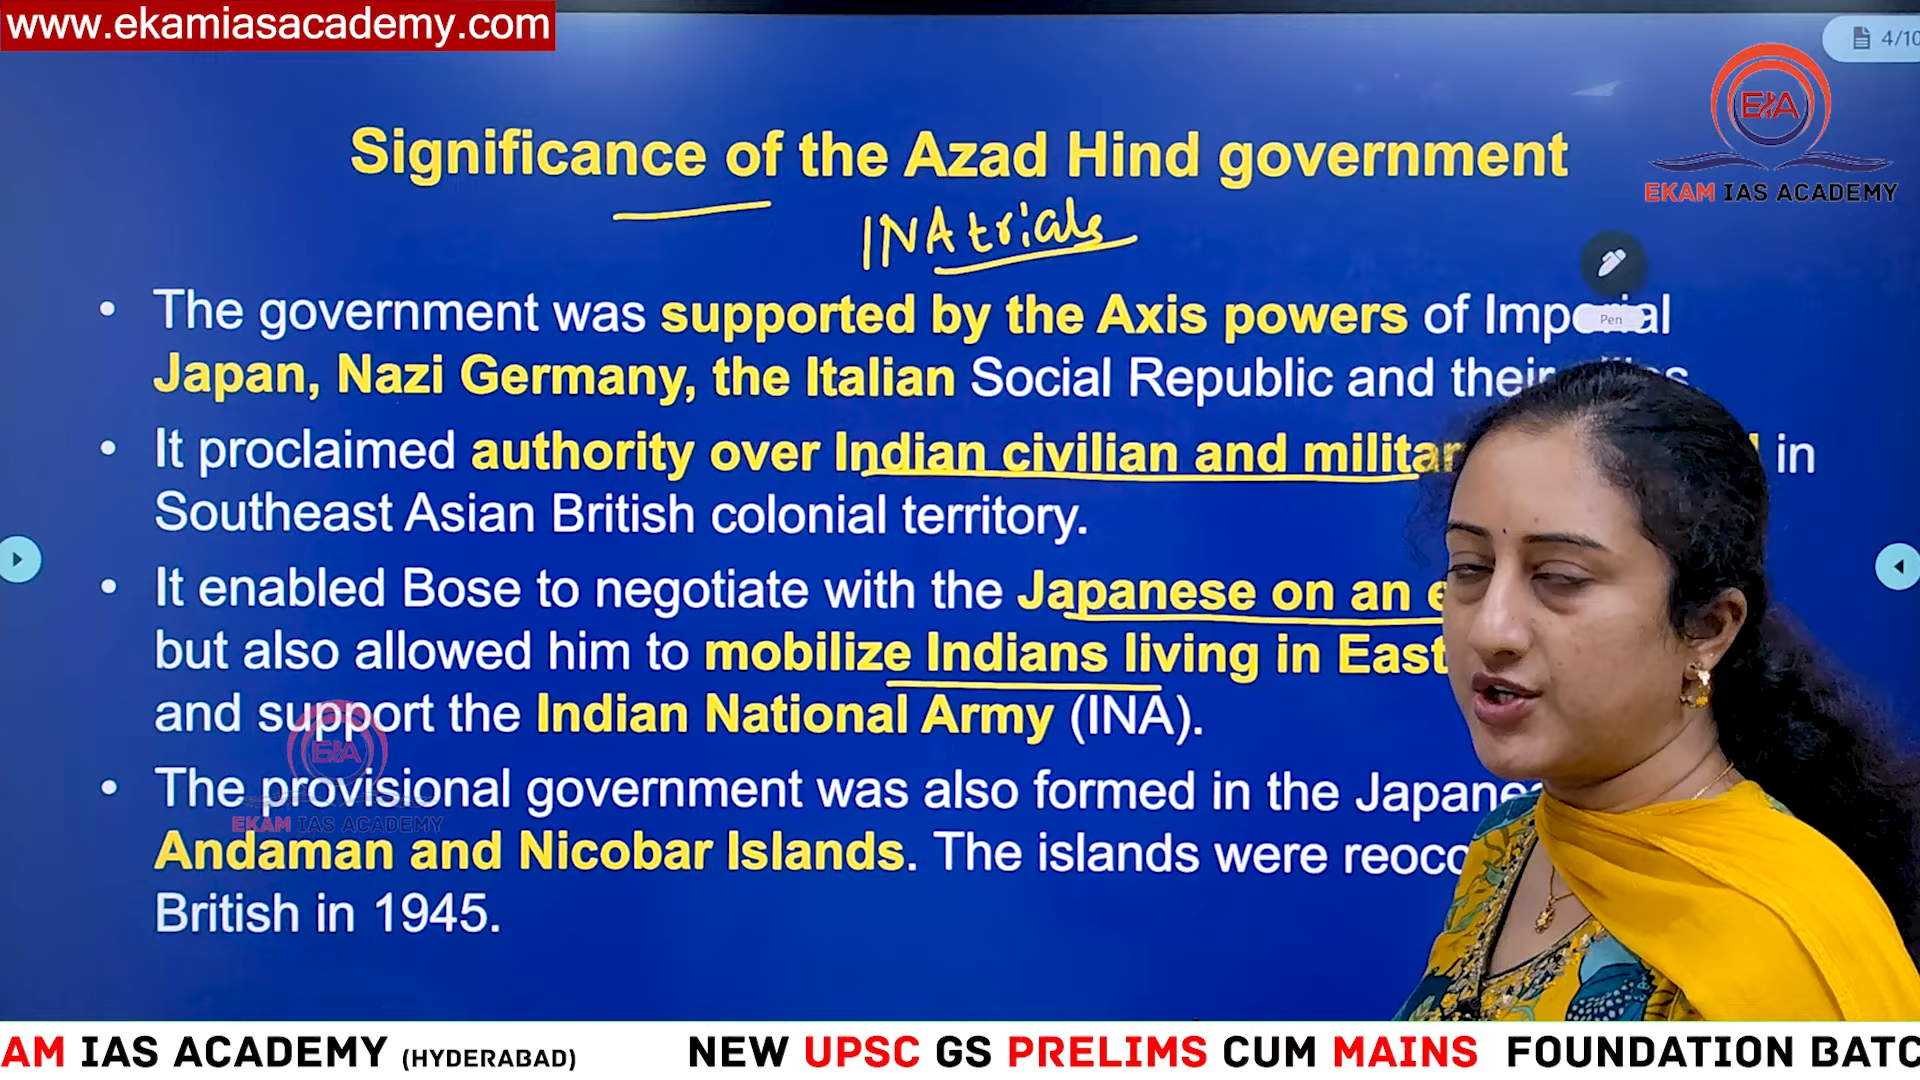 www.ekamiasacademy.com
4/10
EIA
EKAM IAS ACADEMY
Significance of the Azad Hind government
INA trials
Pen
• The government was supported by the Axis powers of Imperial
Japan, Nazi Germany, the Italian Social Republic and their
• It proclaimed authority over Indian civilian and militar in
Southeast Asian British colonial territory.
• It enabled Bose to negotiate with the Japanese on an e
but also allowed him to mobilize Indians living in East
and support the Indian National Army (INA).
• The provisional government was also formed in the Japane
Andaman and Nicobar Islands. The islands were reocc
British in 1945.
EIA
EKAM IAS ACADEMY
AM IAS ACADEMY (HYDERABAD) NEW UPSC GS PRELIMS CUM MAINS FOUNDATION BATC